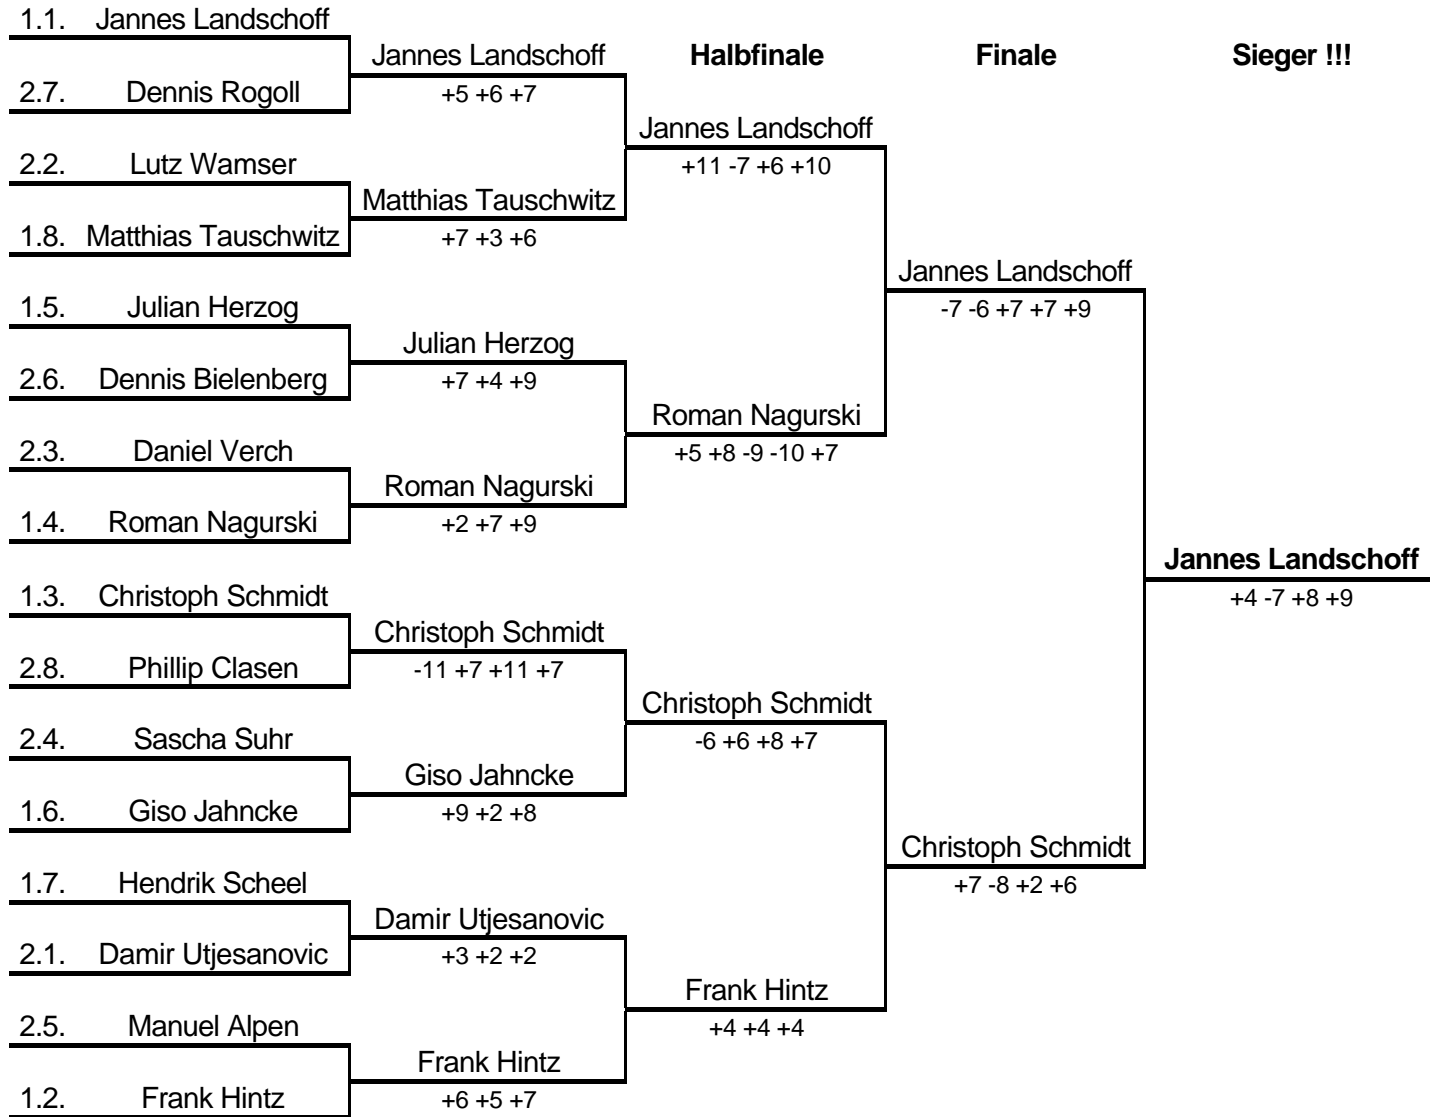 1.1. Jannes Landschoff
Jannes Landschoff Halbfinale Finale Sieger !!!
2.7. Dennis Rogoll +5 +6 +7
Jannes Landschoff
2.2. Lutz Wamser +11 -7 +6 +10
Matthias Tauschwitz
1.8. Matthias Tauschwitz +7 +3 +6
Jannes Landschoff
1.5. Julian Herzog -7 -6 +7 +7 +9
Julian Herzog
2.6. Dennis Bielenberg +7 +4 +9
Roman Nagurski
2.3. Daniel Verch +5 +8 -9 -10 +7
Roman Nagurski
1.4. Roman Nagurski +2 +7 +9
Jannes Landschoff
1.3. Christoph Schmidt +4 -7 +8 +9
Christoph Schmidt
2.8. Phillip Clasen -11 +7 +11 +7
Christoph Schmidt
2.4. Sascha Suhr -6 +6 +8 +7
Giso Jahncke
1.6. Giso Jahncke +9 +2 +8
Christoph Schmidt
1.7. Hendrik Scheel +7 -8 +2 +6
Damir Utjesanovic
2.1. Damir Utjesanovic +3 +2 +2
Frank Hintz
2.5. Manuel Alpen +4 +4 +4
Frank Hintz
1.2. Frank Hintz +6 +5 +7